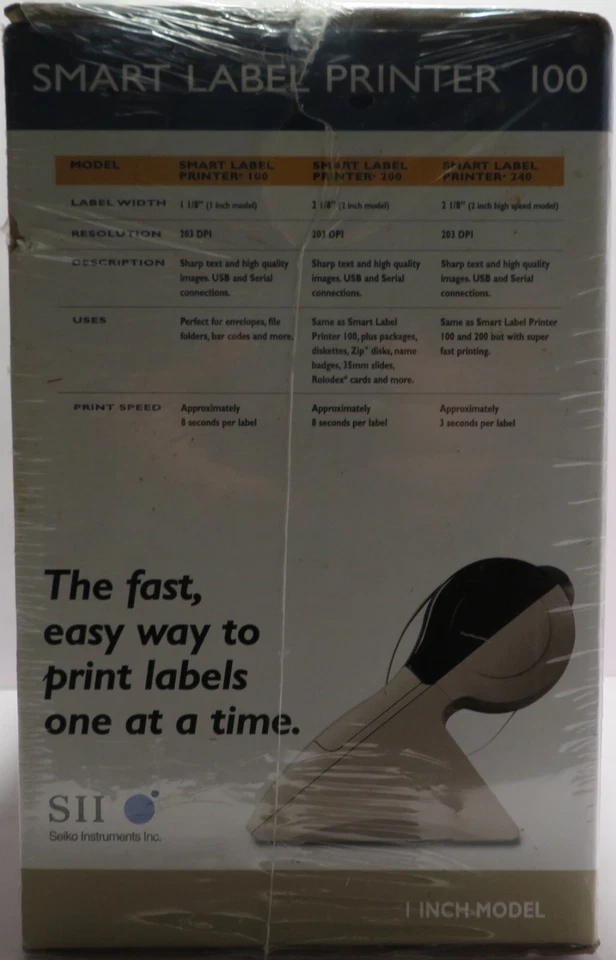 SMART LABEL PRINTER 100
MODEL
SMART LABEL
PRINTER® 100
SMART LABEL
PRINTER® 200
SMART LABEL
PRINTER® 240
LABEL WIDTH
1 1/8" (1 inch model)
2 1/8" (2 inch model)
2 1/8" (2 inch high speed model)
RESOLUTION
203 DPI
203 DPI
203 DPI
DESCRIPTION
Sharp text and high quality
images. USB and Serial
connections.
Sharp text and high quality
images. USB and Serial
connections.
Sharp text and high quality
images. USB and Serial
connections.
USES
Perfect for envelopes, file
folders, bar codes and more.
Same as Smart Label
Printer 100, plus packages,
diskettes, Zip™ disks, name
badges, 35mm slides,
Rolodex® cards and more.
Same as Smart Label Printer
100 and 200 but with super
fast printing.
PRINT SPEED
Approximately
8 seconds per label
Approximately
8 seconds per label
Approximately
3 seconds per label
The fast,
easy way to
print labels
one at a time.
SII
Seiko Instruments Inc.
1 INCH MODEL